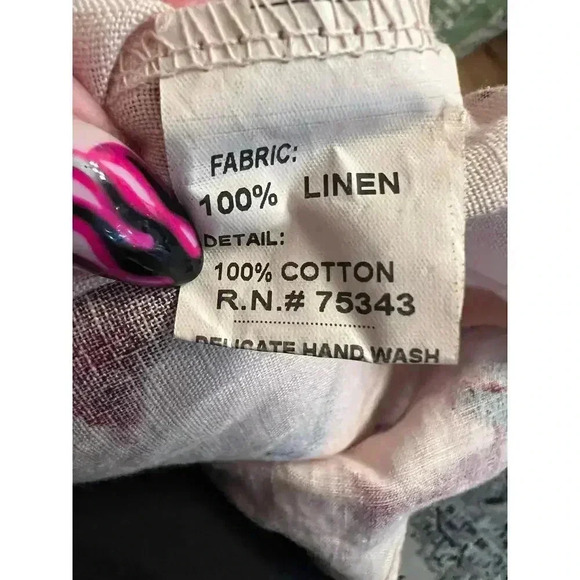 FABRIC:
100% LINEN
DETAIL:
100% COTTON
R.N.# 75343
DELICATE HAND WASH